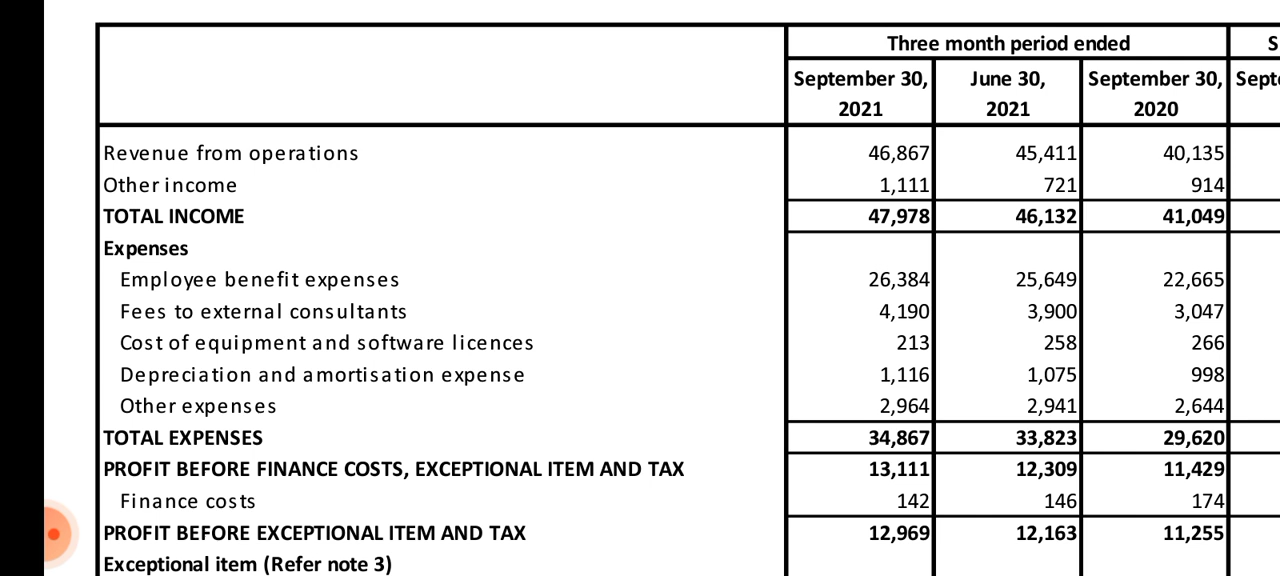 Three month period ended S
September 30, June 30, September 30, Sept
2021 2021 2020
Revenue from operations 46,867 45,411 40,135
Other income 1,111 721 914
TOTAL INCOME 47,978 46,132 41,049
Expenses
Employee benefit expenses 26,384 25,649 22,665
Fees to external consultants 4,190 3,900 3,047
Cost of equipment and software licences 213 258 266
Depreciation and amortisation expense 1,116 1,075 998
Other expenses 2,964 2,941 2,644
TOTAL EXPENSES 34,867 33,823 29,620
PROFIT BEFORE FINANCE COSTS, EXCEPTIONAL ITEM AND TAX 13,111 12,309 11,429
Finance costs 142 146 174
PROFIT BEFORE EXCEPTIONAL ITEM AND TAX 12,969 12,163 11,255
Exceptional item (Refer note 3)